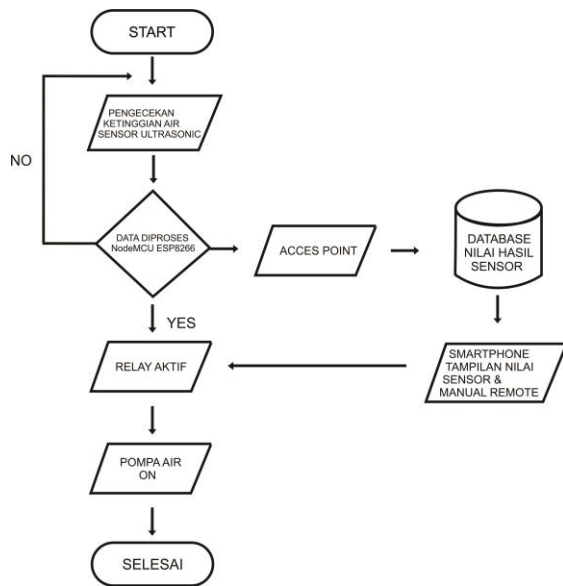 START
PENGECEKAN
KETINGGIAN AIR
SENSOR ULTRASONIC
NO
DATA DIPROSES
NodeMCU ESP8266
ACCES POINT
DATABASE
NILAI HASIL
SENSOR
YES
RELAY AKTIF
SMARTPHONE
TAMPILAN NILAI
SENSOR &
MANUAL REMOTE
POMPA AIR
ON
SELESAI